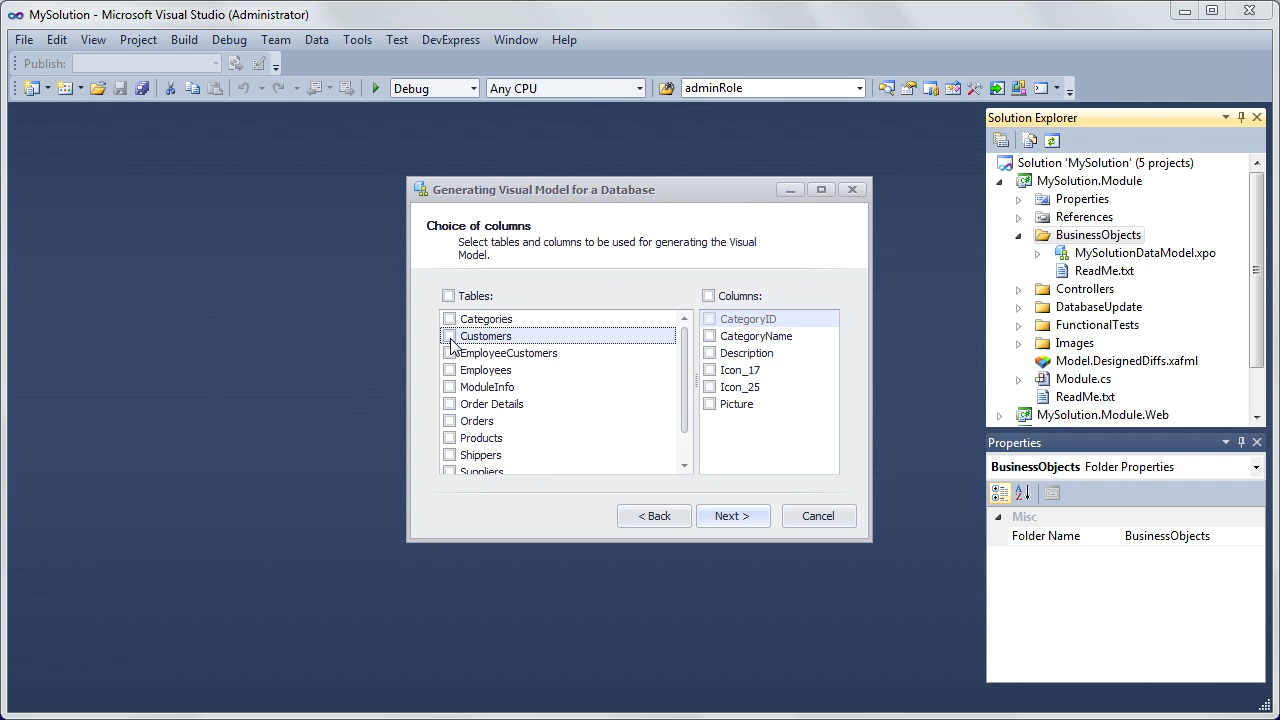 MySolution - Microsoft Visual Studio (Administrator)
File Edit View Project Build Debug Team Data Tools Test DevExpress Window Help
Publish:
Debug Any CPU adminRole
Solution Explorer
Solution 'MySolution' (5 projects)
MySolution.Module
Properties
References
BusinessObjects
MySolutionDataModel.xpo
ReadMe.txt
Controllers
DatabaseUpdate
FunctionalTests
Images
Model.DesignedDiffs.xafml
Module.cs
ReadMe.txt
MySolution.Module.Web
Generating Visual Model for a Database
Choice of columns
Select tables and columns to be used for generating the Visual
Model.
Tables:
Categories
Customers
EmployeeCustomers
Employees
ModuleInfo
Order Details
Orders
Products
Shippers
Suppliers
Columns:
CategoryID
CategoryName
Description
Icon_17
Icon_25
Picture
< Back Next > Cancel
Properties
BusinessObjects Folder Properties
Misc
Folder Name BusinessObjects